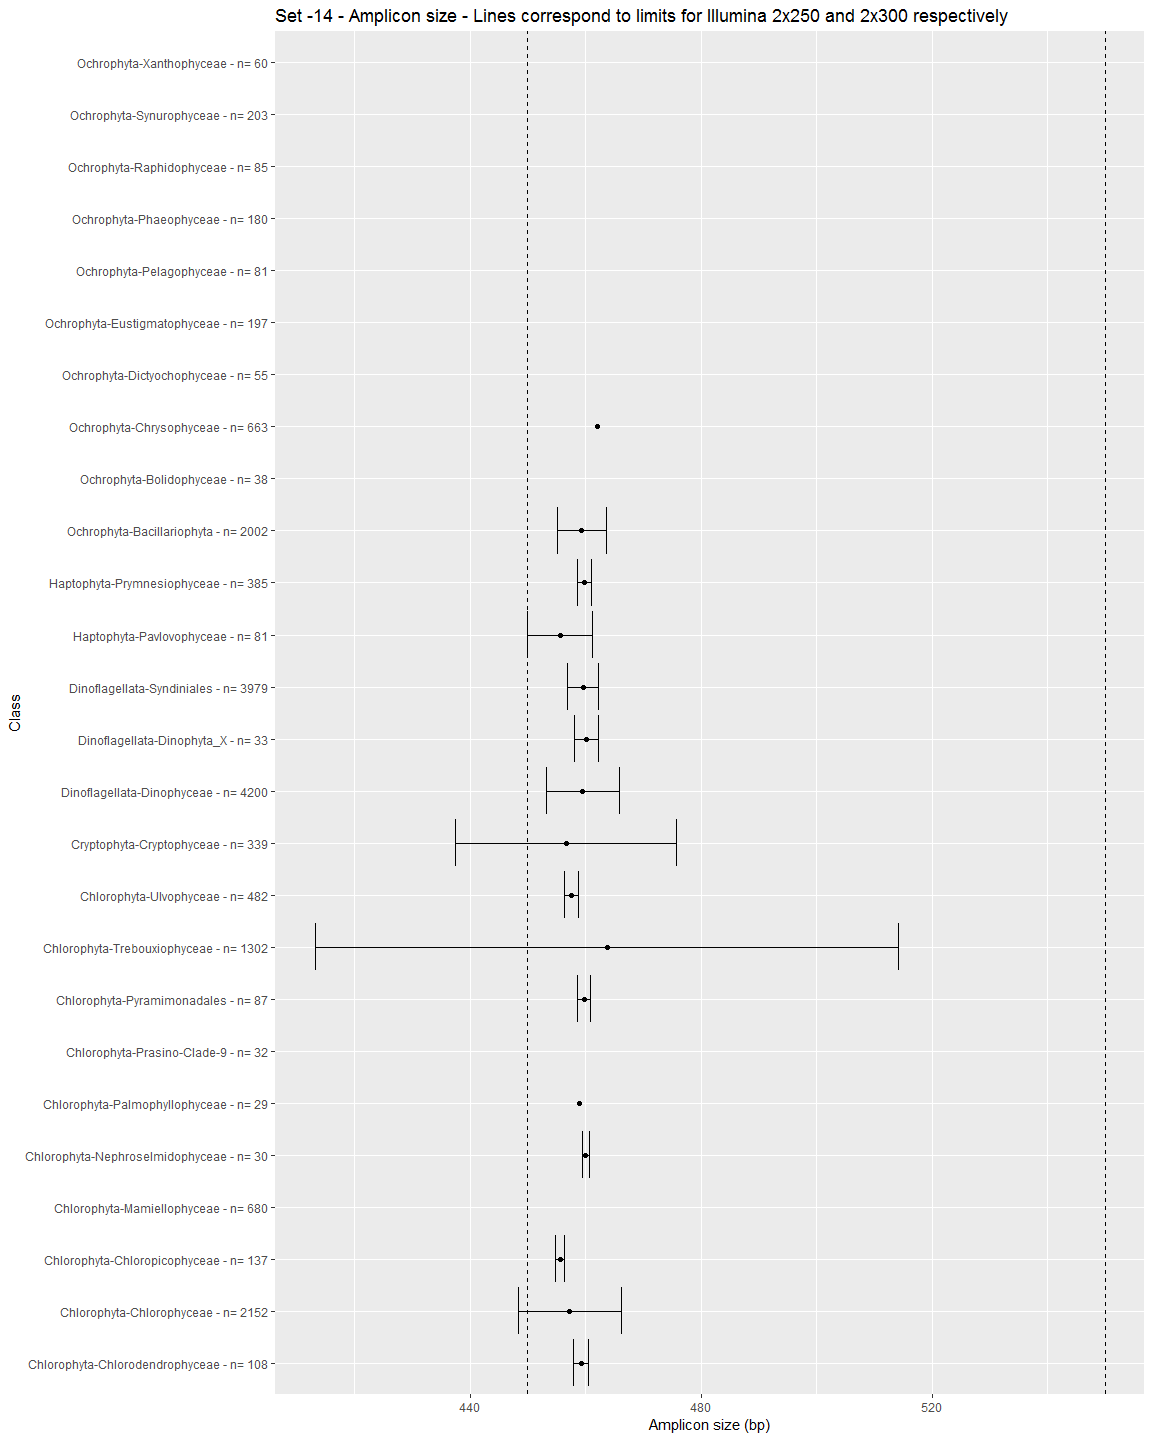 Set -14 - Amplicon size - Lines correspond to limits for Illumina 2x250 and 2x300 respectively
Ochrophyta-Xanthophyceae - n= 60
Ochrophyta-Synurophyceae - n= 203
Ochrophyta-Raphidophyceae - n= 85
Ochrophyta-Phaeophyceae - n= 180
Ochrophyta-Pelagophyceae - n= 81
Ochrophyta-Eustigmatophyceae - n= 197
Ochrophyta-Dictyochophyceae - n= 55
Ochrophyta-Chrysophyceae - n= 663
Ochrophyta-Bolidophyceae - n= 38
Ochrophyta-Bacillariophyta - n= 2002
Haptophyta-Prymnesiophyceae - n= 385
Haptophyta-Pavlovophyceae - n= 81
Dinoflagellata-Syndiniales - n= 3979
Dinoflagellata-Dinophyta_X - n= 33
Dinoflagellata-Dinophyceae - n= 4200
Cryptophyta-Cryptophyceae - n= 339
Chlorophyta-Ulvophyceae - n= 482
Chlorophyta-Trebouxiophyceae - n= 1302
Chlorophyta-Pyramimonadales - n= 87
Chlorophyta-Prasino-Clade-9 - n= 32
Chlorophyta-Palmophyllophyceae - n= 29
Chlorophyta-Nephroselmidophyceae - n= 30
Chlorophyta-Mamiellophyceae - n= 680
Chlorophyta-Chloropicophyceae - n= 137
Chlorophyta-Chlorophyceae - n= 2152
Chlorophyta-Chlorodendrophyceae - n= 108
Class
440 480 520
Amplicon size (bp)